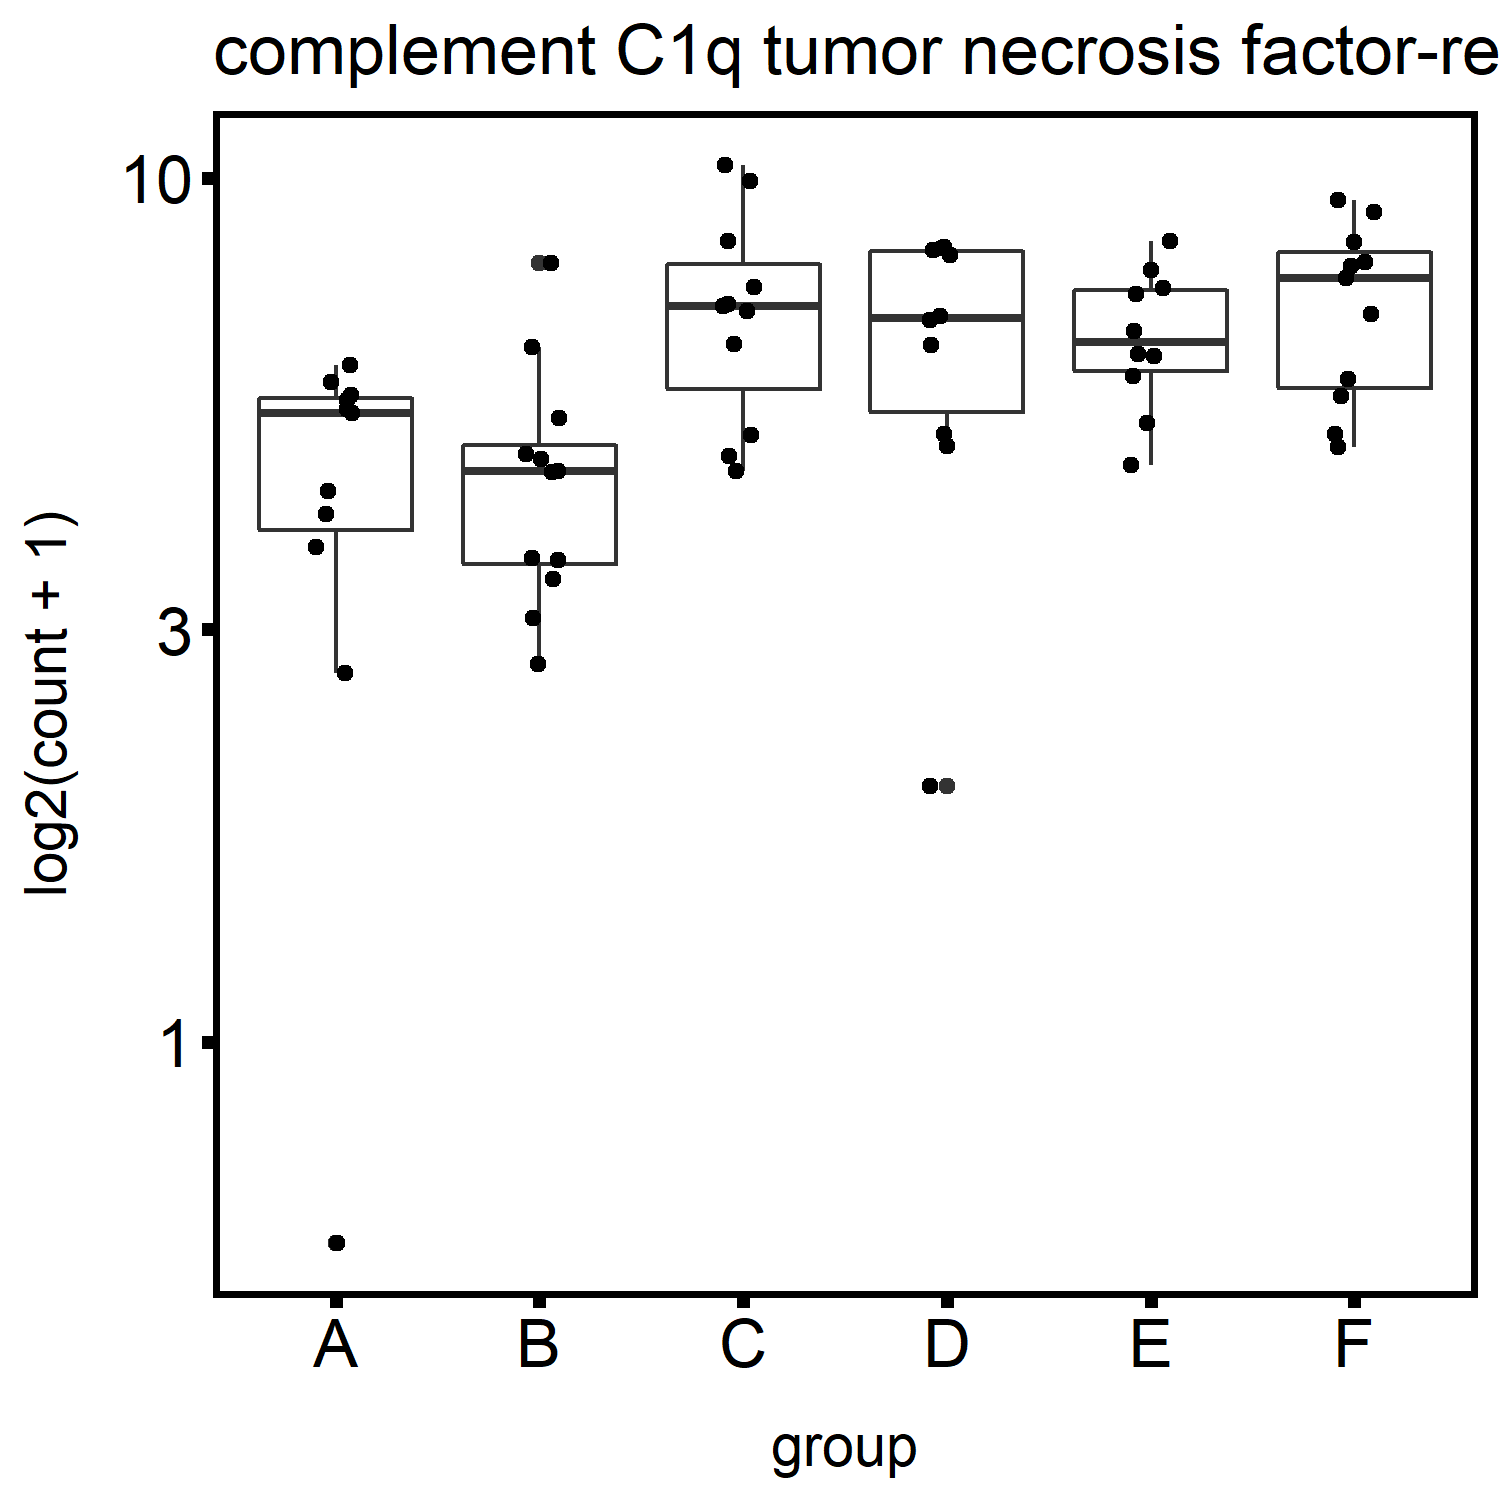 complement C1q tumor necrosis factor-re
10
3
1
log2(count + 1)
A B C D E F
group